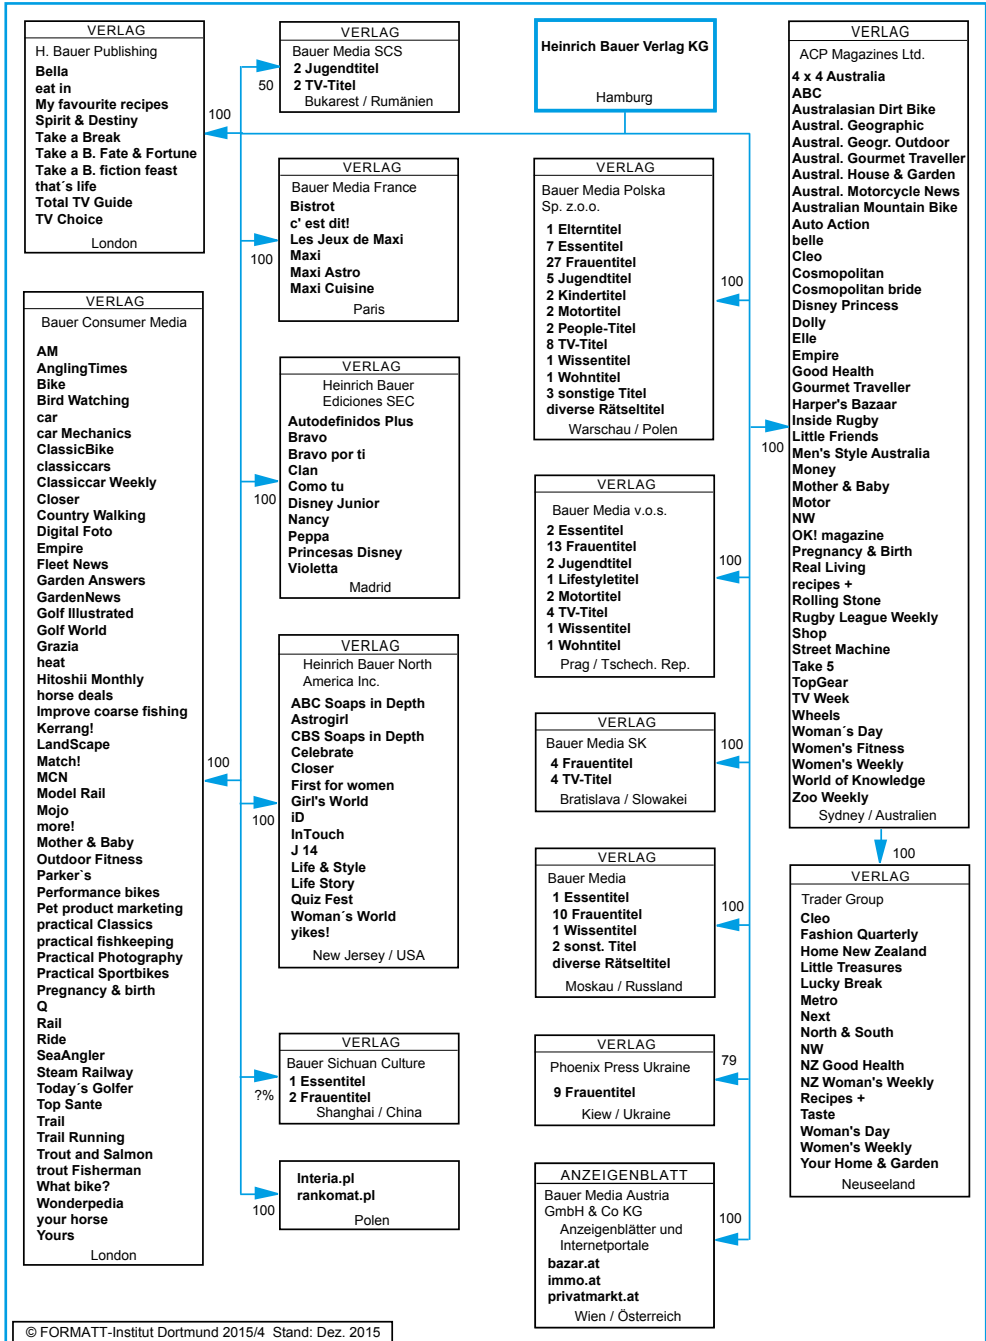 VERLAG
H. Bauer Publishing
Bella
eat in
My favourite recipes
Spirit & Destiny
Take a Break
Take a B. Fate & Fortune
Take a B. fiction feast
that´s life
Total TV Guide
TV Choice
London
100
VERLAG
Bauer Consumer Media
AM
AnglingTimes
Bike
Bird Watching
car
car Mechanics
ClassicBike
classiccars
Classiccar Weekly
Closer
Country Walking
Digital Foto
Empire
Fleet News
Garden Answers
GardenNews
Golf Illustrated
Golf World
Grazia
heat
Hitoshii Monthly
horse deals
Improve coarse fishing
Kerrang!
LandScape
Match!
MCN
Model Rail
Mojo
more!
Mother & Baby
Outdoor Fitness
Parker`s
Performance bikes
Pet product marketing
practical Classics
practical fishkeeping
Practical Photography
Practical Sportbikes
Pregnancy & birth
Q
Rail
Ride
SeaAngler
Steam Railway
Today´s Golfer
Top Sante
Trail
Trail Running
Trout and Salmon
trout Fisherman
What bike?
Wonderpedia
your horse
Yours
London
100
VERLAG
Bauer Media SCS
2 Jugendtitel
2 TV-Titel
Bukarest / Rumänien
50
VERLAG
Bauer Media France
Bistrot
c' est dit!
Les Jeux de Maxi
Maxi
Maxi Astro
Maxi Cuisine
Paris
100
VERLAG
Heinrich Bauer
Ediciones SEC
Autodefinidos Plus
Bravo
Bravo por ti
Clan
Como tu
Disney Junior
Nancy
Peppa
Princesas Disney
Violetta
Madrid
100
VERLAG
Heinrich Bauer North
America Inc.
ABC Soaps in Depth
Astrogirl
CBS Soaps in Depth
Celebrate
Closer
First for women
Girl's World
iD
InTouch
J 14
Life & Style
Life Story
Quiz Fest
Woman´s World
yikes!
New Jersey / USA
100
VERLAG
Bauer Sichuan Culture
1 Essentitel
2 Frauentitel
Shanghai / China
?%
Interia.pl
rankomat.pl
Polen
100
Heinrich Bauer Verlag KG
Hamburg
VERLAG
Bauer Media Polska
Sp. z.o.o.
1 Elterntitel
7 Essentitel
27 Frauentitel
5 Jugendtitel
2 Kindertitel
2 Motortitel
2 People-Titel
8 TV-Titel
1 Wissentitel
1 Wohntitel
3 sonstige Titel
diverse Rätseltitel
Warschau / Polen
100
VERLAG
Bauer Media v.o.s.
2 Essentitel
13 Frauentitel
2 Jugendtitel
1 Lifestyletitel
2 Motortitel
4 TV-Titel
1 Wissentitel
1 Wohntitel
Prag / Tschech. Rep.
100
VERLAG
Bauer Media SK
4 Frauentitel
4 TV-Titel
Bratislava / Slowakei
100
VERLAG
Bauer Media
1 Essentitel
10 Frauentitel
1 Wissentitel
2 sonst. Titel
diverse Rätseltitel
Moskau / Russland
100
VERLAG
Phoenix Press Ukraine
9 Frauentitel
Kiew / Ukraine
79
ANZEIGENBLATT
Bauer Media Austria
GmbH & Co KG
Anzeigenblätter und
Internetportale
bazar.at
immo.at
privatmarkt.at
Wien / Österreich
100
VERLAG
ACP Magazines Ltd.
4 x 4 Australia
ABC
Australasian Dirt Bike
Austral. Geographic
Austral. Geogr. Outdoor
Austral. Gourmet Traveller
Austral. House & Garden
Austral. Motorcycle News
Australian Mountain Bike
Auto Action
belle
Cleo
Cosmopolitan
Cosmopolitan bride
Disney Princess
Dolly
Elle
Empire
Good Health
Gourmet Traveller
Harper's Bazaar
Inside Rugby
Little Friends
Men's Style Australia
Money
Mother & Baby
Motor
NW
OK! magazine
Pregnancy & Birth
Real Living
recipes +
Rolling Stone
Rugby League Weekly
Shop
Street Machine
Take 5
TopGear
TV Week
Wheels
Woman´s Day
Women's Fitness
Women's Weekly
World of Knowledge
Zoo Weekly
Sydney / Australien
100
100
VERLAG
Trader Group
Cleo
Fashion Quarterly
Home New Zealand
Little Treasures
Lucky Break
Metro
Next
North & South
NW
NZ Good Health
NZ Woman's Weekly
Recipes +
Taste
Woman's Day
Women's Weekly
Your Home & Garden
Neuseeland
© FORMATT-Institut Dortmund 2015/4 Stand: Dez. 2015